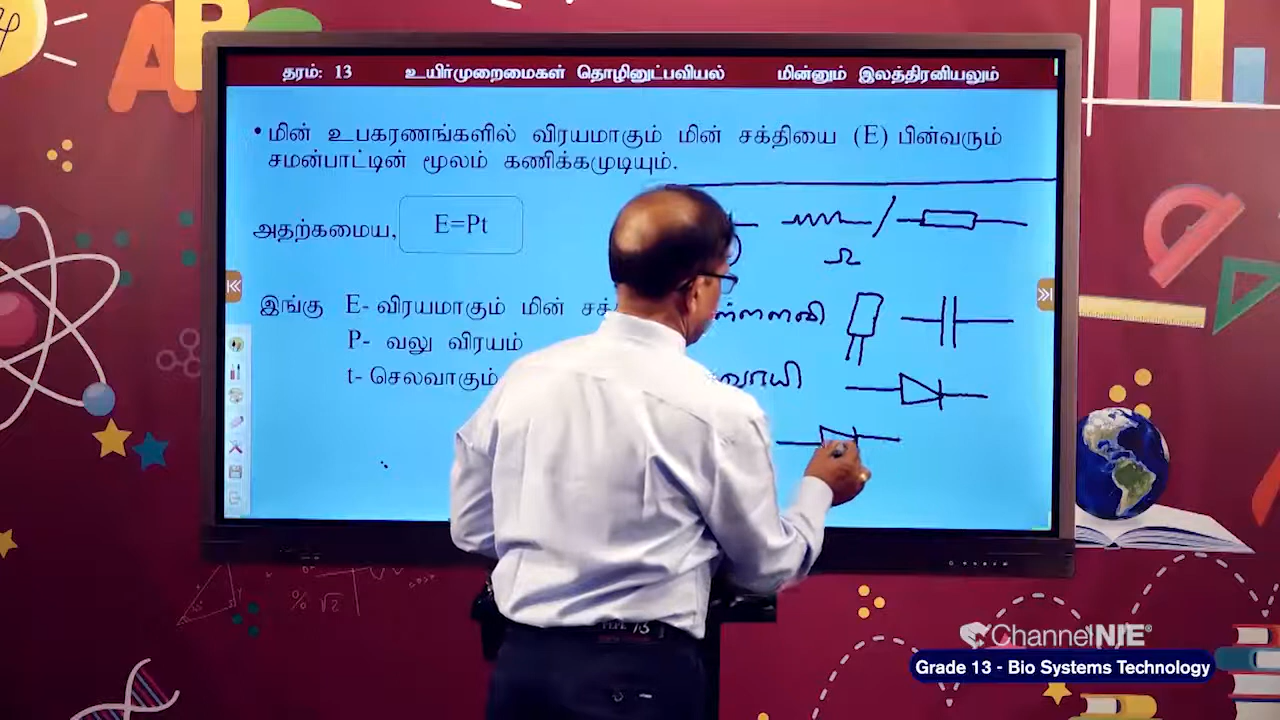 தரம்: 13 உயிர்முறைமைகள் தொழினுட்பவியல் மின்னும் இலத்திரனியலும்
• மின் உபகரணங்களில் விரயமாகும் மின் சக்தியை (E) பின்வரும்
சமன்பாட்டின் மூலம் கணிக்கமுடியும்.
அதற்கமைய, E=Pt
Ω
இங்கு E- விரயமாகும் மின்
P- வலு விரயம்
t- செலவாகும்
% √2
ChannelNIE®
Grade 13 - Bio Systems Technology